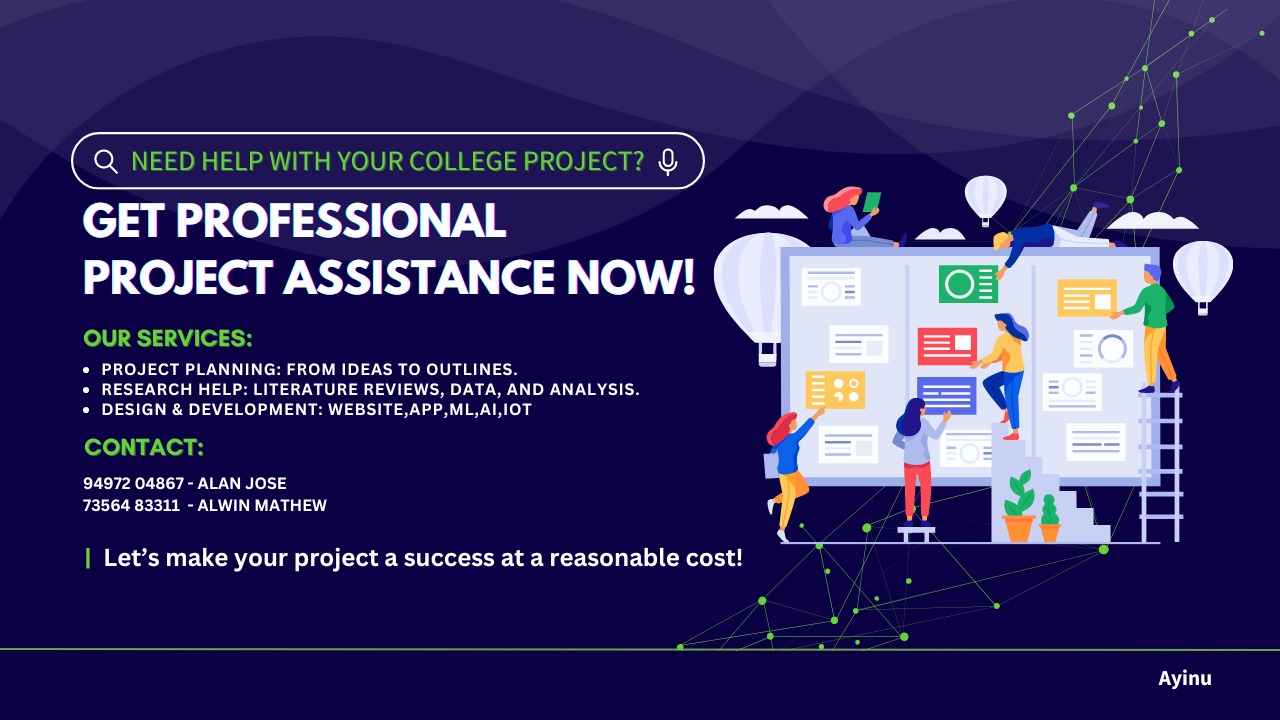 NEED HELP WITH YOUR COLLEGE PROJECT?
GET PROFESSIONAL
PROJECT ASSISTANCE NOW!
OUR SERVICES:
• PROJECT PLANNING: FROM IDEAS TO OUTLINES.
• RESEARCH HELP: LITERATURE REVIEWS, DATA, AND ANALYSIS.
• DESIGN & DEVELOPMENT: WEBSITE,APP,ML,AI,IOT
CONTACT:
94972 04867 - ALAN JOSE
73564 83311 - ALWIN MATHEW
| Let’s make your project a success at a reasonable cost!
Ayinu